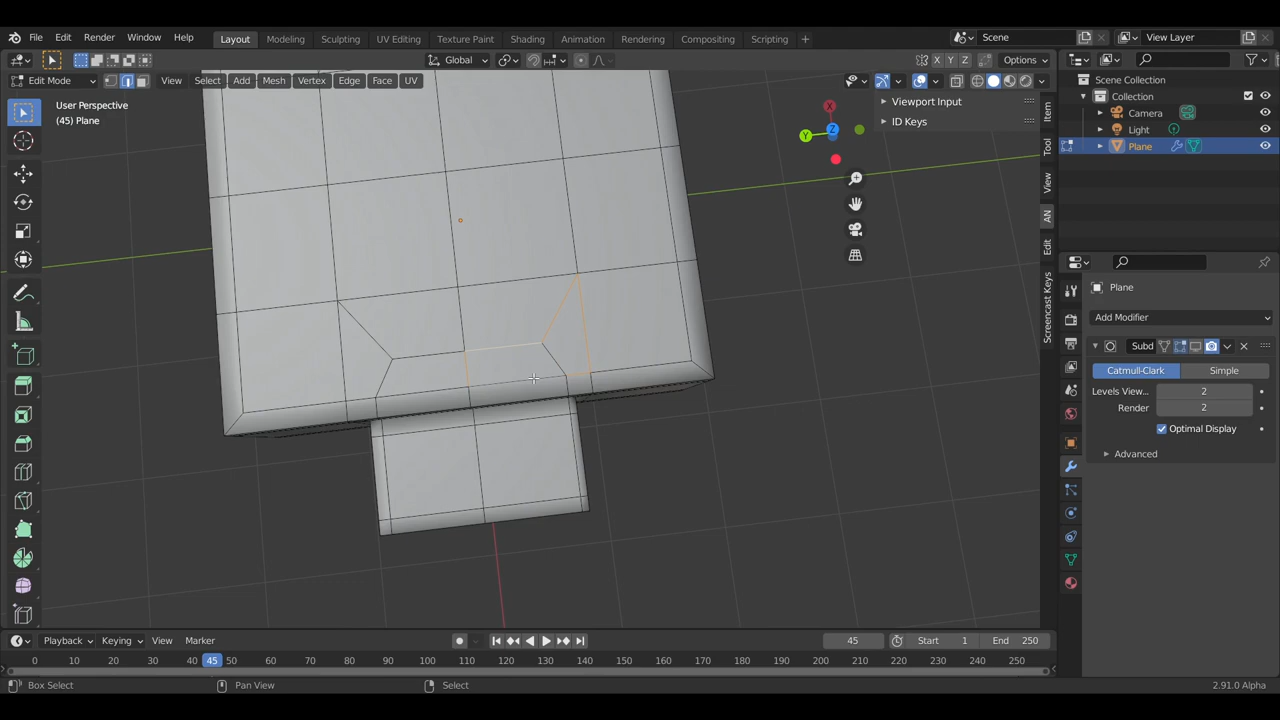 File Edit Render Window Help
Layout Modeling Sculpting UV Editing Texture Paint Shading Animation Rendering Compositing Scripting +
Scene
View Layer
Global
X Y Z
Options
Edit Mode
View Select Add Mesh Vertex Edge Face UV
User Perspective
(45) Plane
Viewport Input
ID Keys
X
Y
Z
Item
Tool
View
AN
Edit
Screencast Keys
Scene Collection
Collection
Camera
Light
Plane
Plane
Add Modifier
Subd
Catmull-Clark Simple
Levels View... 2
Render 2
Optimal Display
Advanced
Playback Keying View Marker
45
Start 1 End 250
0 10 20 30 40 45 50 60 70 80 90 100 110 120 130 140 150 160 170 180 190 200 210 220 230 240 250
Box Select
Pan View
Select
2.91.0 Alpha